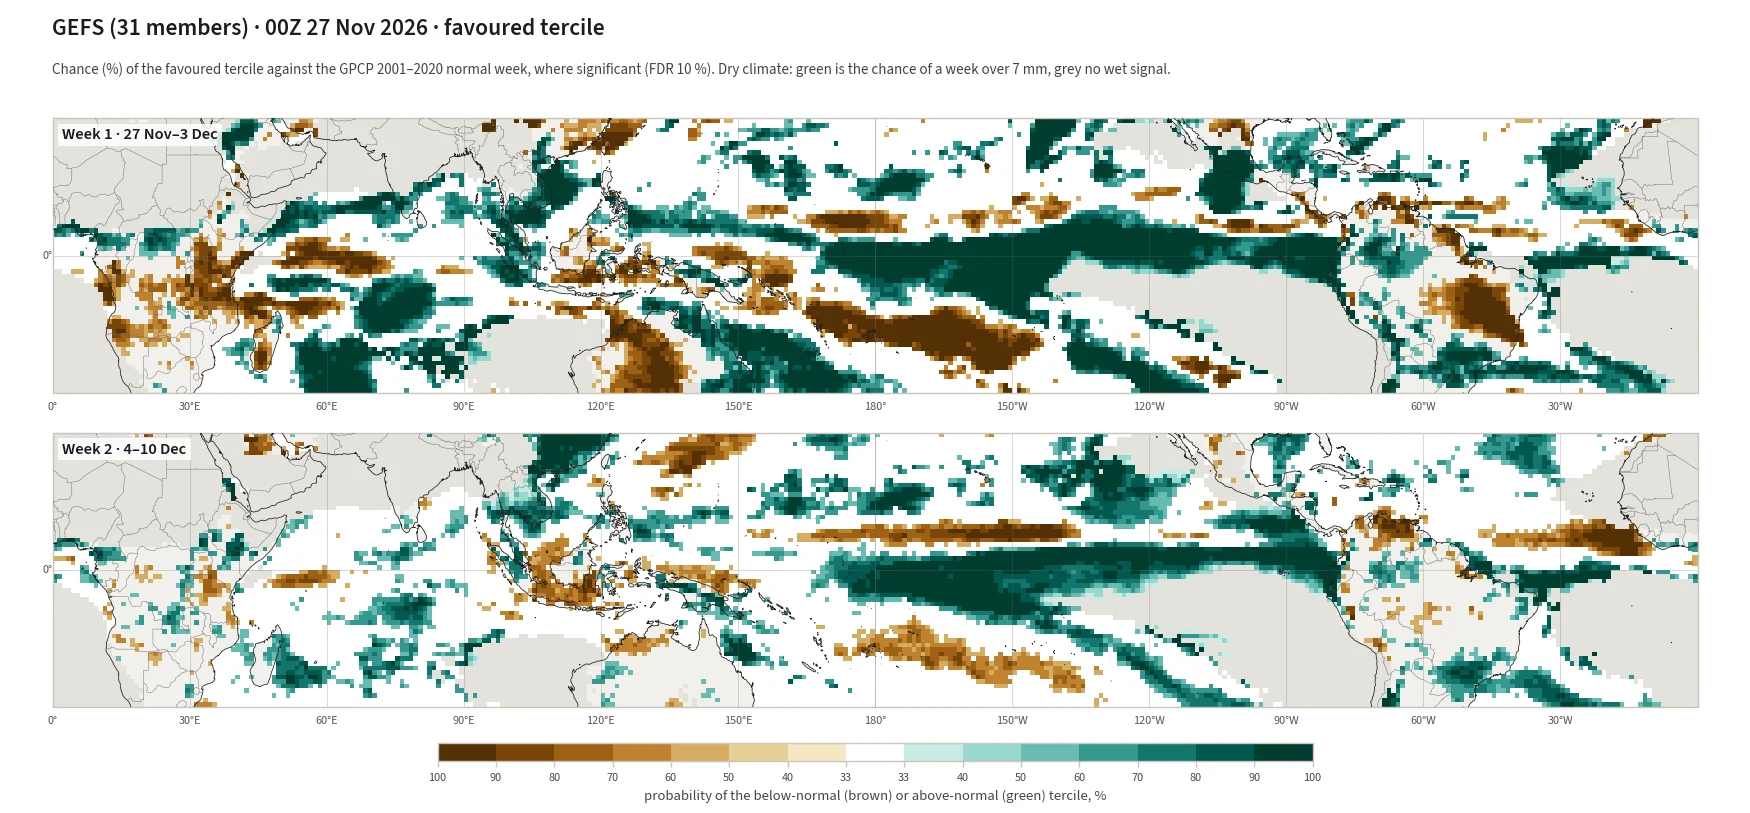 GEFS (31 members) · 00Z 27 Nov 2026 · favoured tercile
Chance (%) of the favoured tercile against the GPCP 2001–2020 normal week, where significant (FDR 10 %). Dry climate: green is the chance of a week over 7 mm, grey no wet signal.
Week 1 · 27 Nov–3 Dec
0°
0° 30°E 60°E 90°E 120°E 150°E 180° 150°W 120°W 90°W 60°W 30°W
Week 2 · 4–10 Dec
0°
0° 30°E 60°E 90°E 120°E 150°E 180° 150°W 120°W 90°W 60°W 30°W
100 90 80 70 60 50 40 33 33 40 50 60 70 80 90 100
probability of the below-normal (brown) or above-normal (green) tercile, %